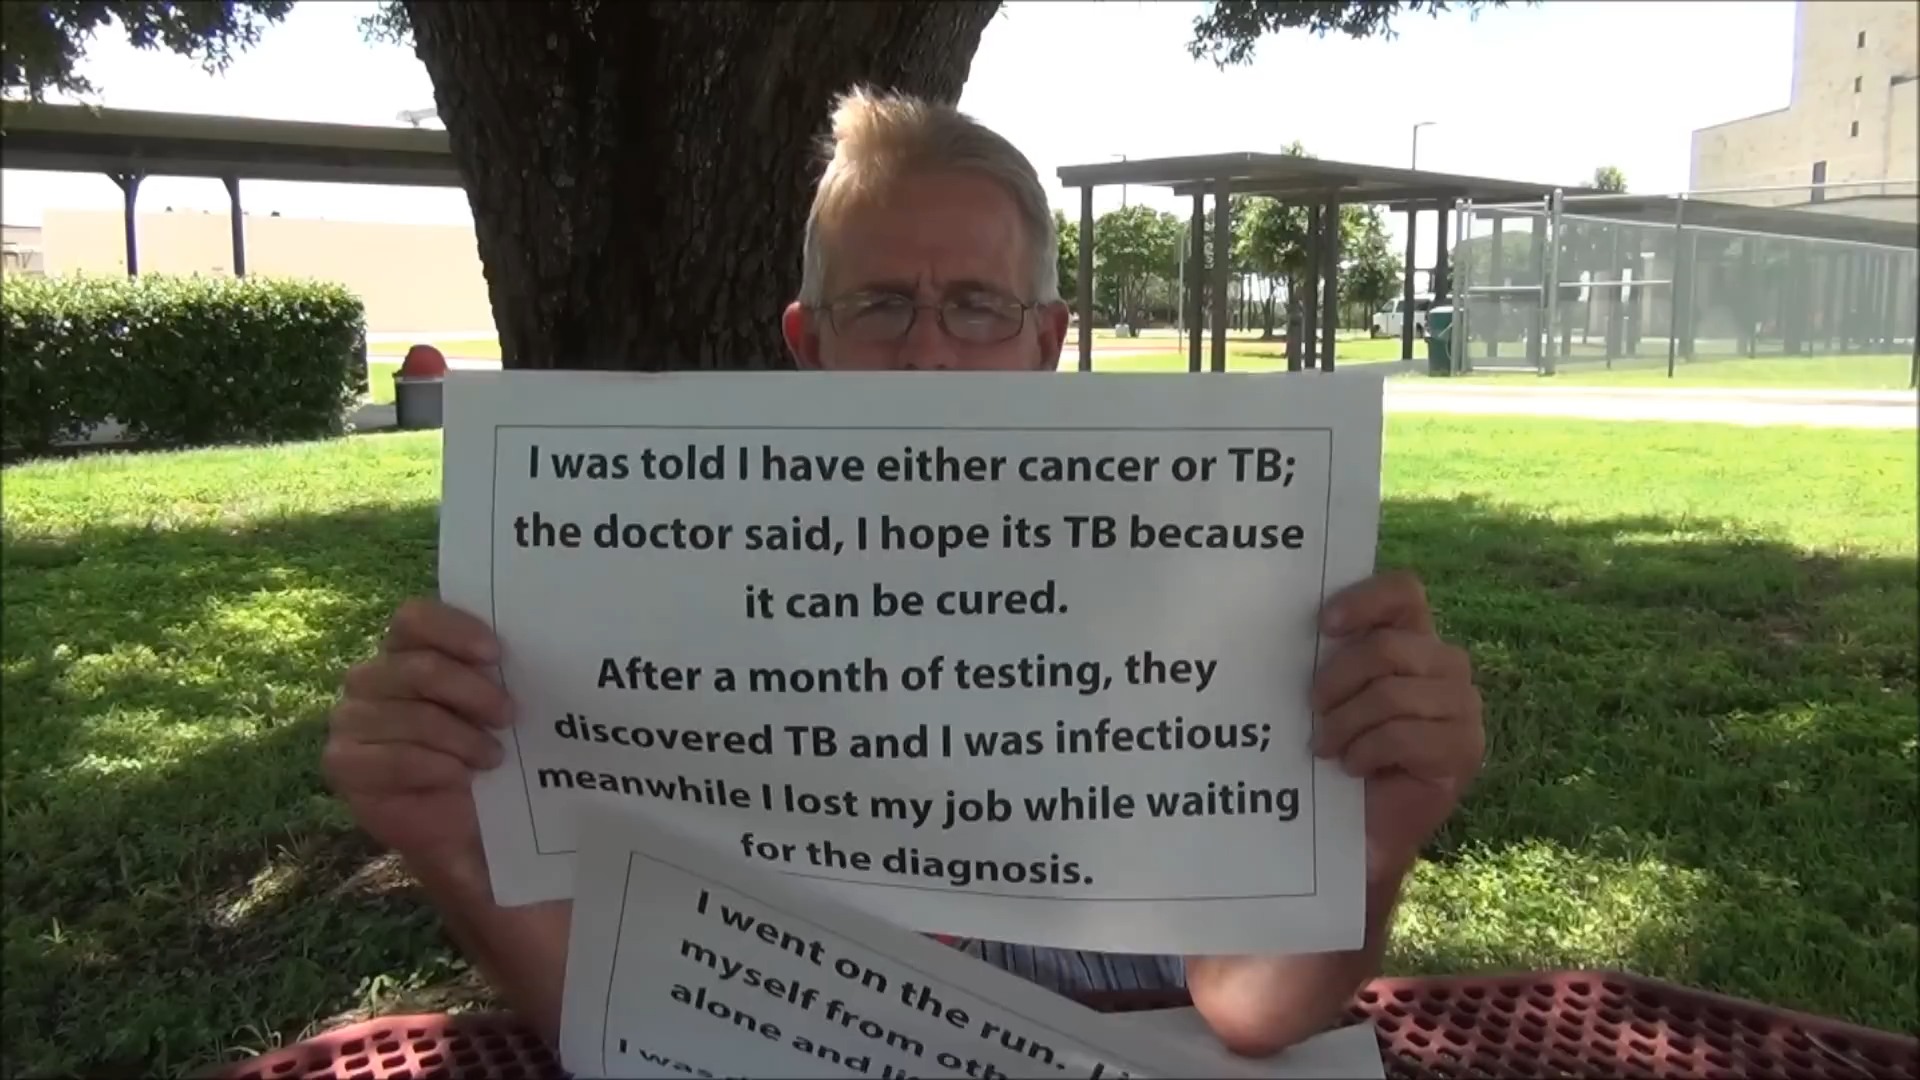 I was told I have either cancer or TB;
the doctor said, I hope its TB because
it can be cured.
After a month of testing, they
discovered TB and I was infectious;
meanwhile I lost my job while waiting
for the diagnosis.
I went on the run.
myself from
alone and
I was